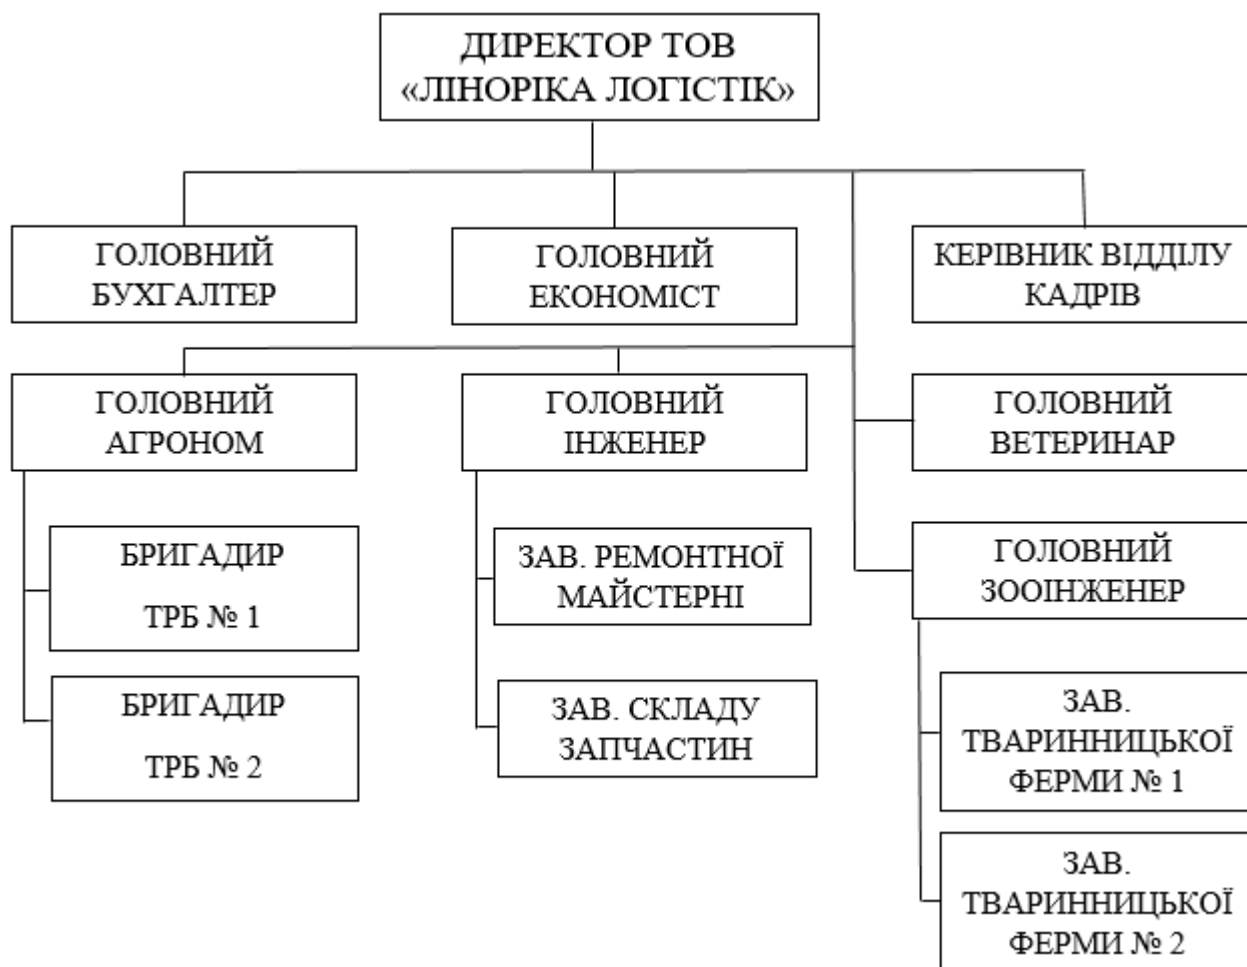 ДИРЕКТОР ТОВ
«ЛІНОРІКА ЛОГІСТІК»
ГОЛОВНИЙ
БУХГАЛТЕР
ГОЛОВНИЙ
ЕКОНОМІСТ
КЕРІВНИК ВІДДІЛУ
КАДРІВ
ГОЛОВНИЙ
АГРОНОМ
ГОЛОВНИЙ
ІНЖЕНЕР
ГОЛОВНИЙ
ВЕТЕРИНАР
БРИГАДИР
ТРБ № 1
ЗАВ. РЕМОНТНОЇ
МАЙСТЕРНІ
ГОЛОВНИЙ
ЗООІНЖЕНЕР
БРИГАДИР
ТРБ № 2
ЗАВ. СКЛАДУ
ЗАПЧАСТИН
ЗАВ.
ТВАРИННИЦЬКОЇ
ФЕРМИ № 1
ЗАВ.
ТВАРИННИЦЬКОЇ
ФЕРМИ № 2